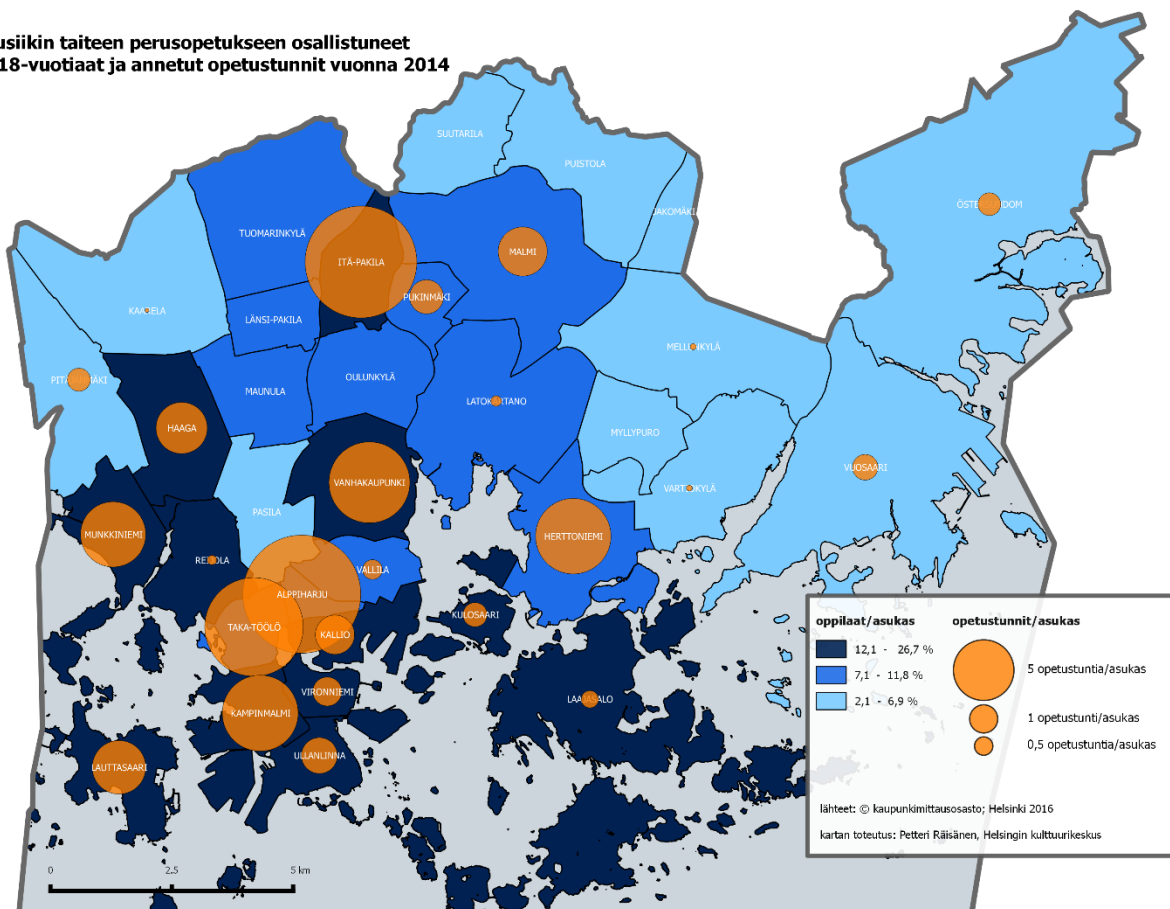 usiikin taiteen perusopetukseen osallistuneet
18-vuotiaat ja annetut opetustunnit vuonna 2014
SUUTARILA
PUISTOLA
JAKOMÄKI
TUOMARINKYLÄ
ITÄ-PAKILA
MALMI
PUKINMÄKI
KAARELA
LÄNSI-PAKILA
MELLUNKYLÄ
MAUNULA
OULUNKYLÄ
LATOKARTANO
HAAGA
MYLLYPURO
VANHAKAUPUNKI
VUOSAARI
VARTIOKYLÄ
PASILA
MUNKKINIEMI
HERTTONIEMI
REIJOLA
VALLILA
ALPPIHARJU
TAKA-TÖÖLÖ
KALLIO
KULOSAARI
VIRONNIEMI
LAAJASALO
KAMPINMALMI
ULLANLINNA
LAUTTASAARI
oppilaat/asukas
12,1 - 26,7 %
7,1 - 11,8 %
2,1 - 6,9 %
opetustunnit/asukas
5 opetustuntia/asukas
1 opetustunti/asukas
0,5 opetustuntia/asukas
lähteet: © kaupunkimittausosasto; Helsinki 2016
kartan toteutus: Petteri Räisänen, Helsingin kulttuurikeskus
0 2,5 5 km